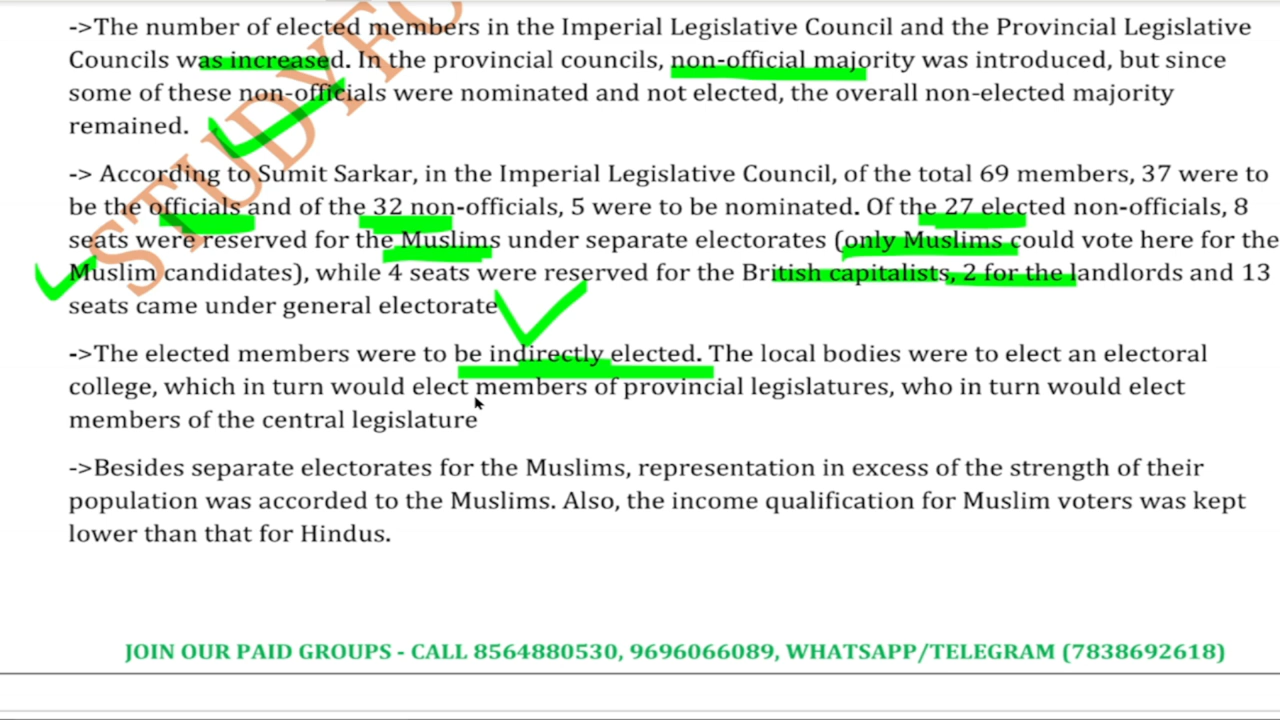 ->The number of elected members in the Imperial Legislative Council and the Provincial Legislative
Councils was increased. In the provincial councils, non-official majority was introduced, but since
some of these non-officials were nominated and not elected, the overall non-elected majority
remained.
-> According to Sumit Sarkar, in the Imperial Legislative Council, of the total 69 members, 37 were to
be the officials and of the 32 non-officials, 5 were to be nominated. Of the 27 elected non-officials, 8
seats were reserved for the Muslims under separate electorates (only Muslims could vote here for the
Muslim candidates), while 4 seats were reserved for the British capitalists, 2 for the landlords and 13
seats came under general electorate
->The elected members were to be indirectly elected. The local bodies were to elect an electoral
college, which in turn would elect members of provincial legislatures, who in turn would elect
members of the central legislature
->Besides separate electorates for the Muslims, representation in excess of the strength of their
population was accorded to the Muslims. Also, the income qualification for Muslim voters was kept
lower than that for Hindus.
JOIN OUR PAID GROUPS - CALL 8564880530, 9696066089, WHATSAPP/TELEGRAM (7838692618)